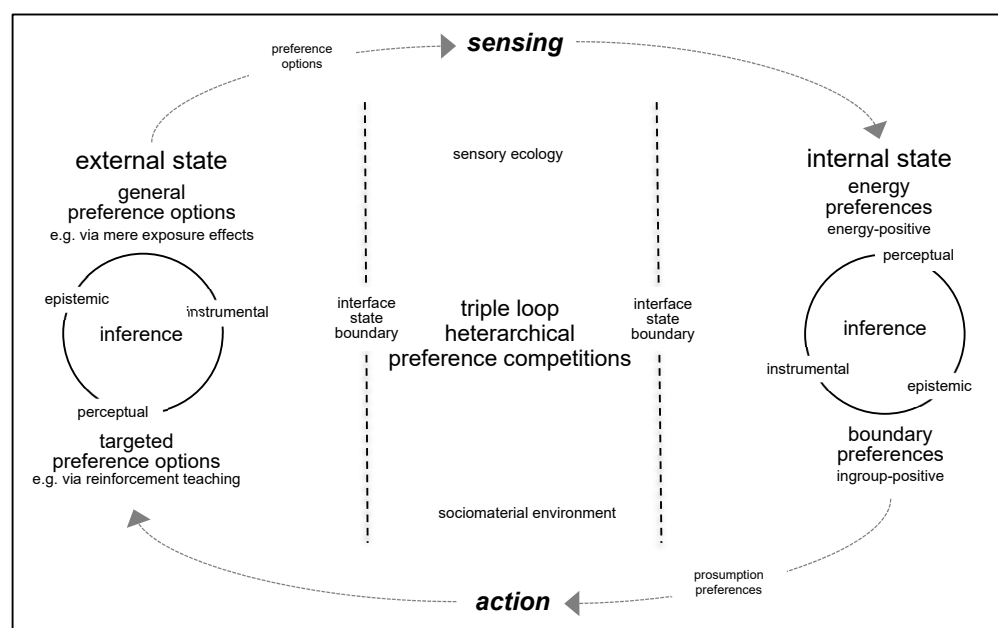 preference
options
sensing
external state
general
preference options
e.g. via mere exposure effects
epistemic
instrumental
inference
perceptual
targeted
preference options
e.g. via reinforcement teaching
sensory ecology
interface
state
boundary
triple loop
heterarchical
preference competitions
interface
state
boundary
sociomaterial environment
internal state
energy
preferences
energy-positive
perceptual
inference
instrumental
epistemic
boundary
preferences
ingroup-positive
prosumption
preferences
action